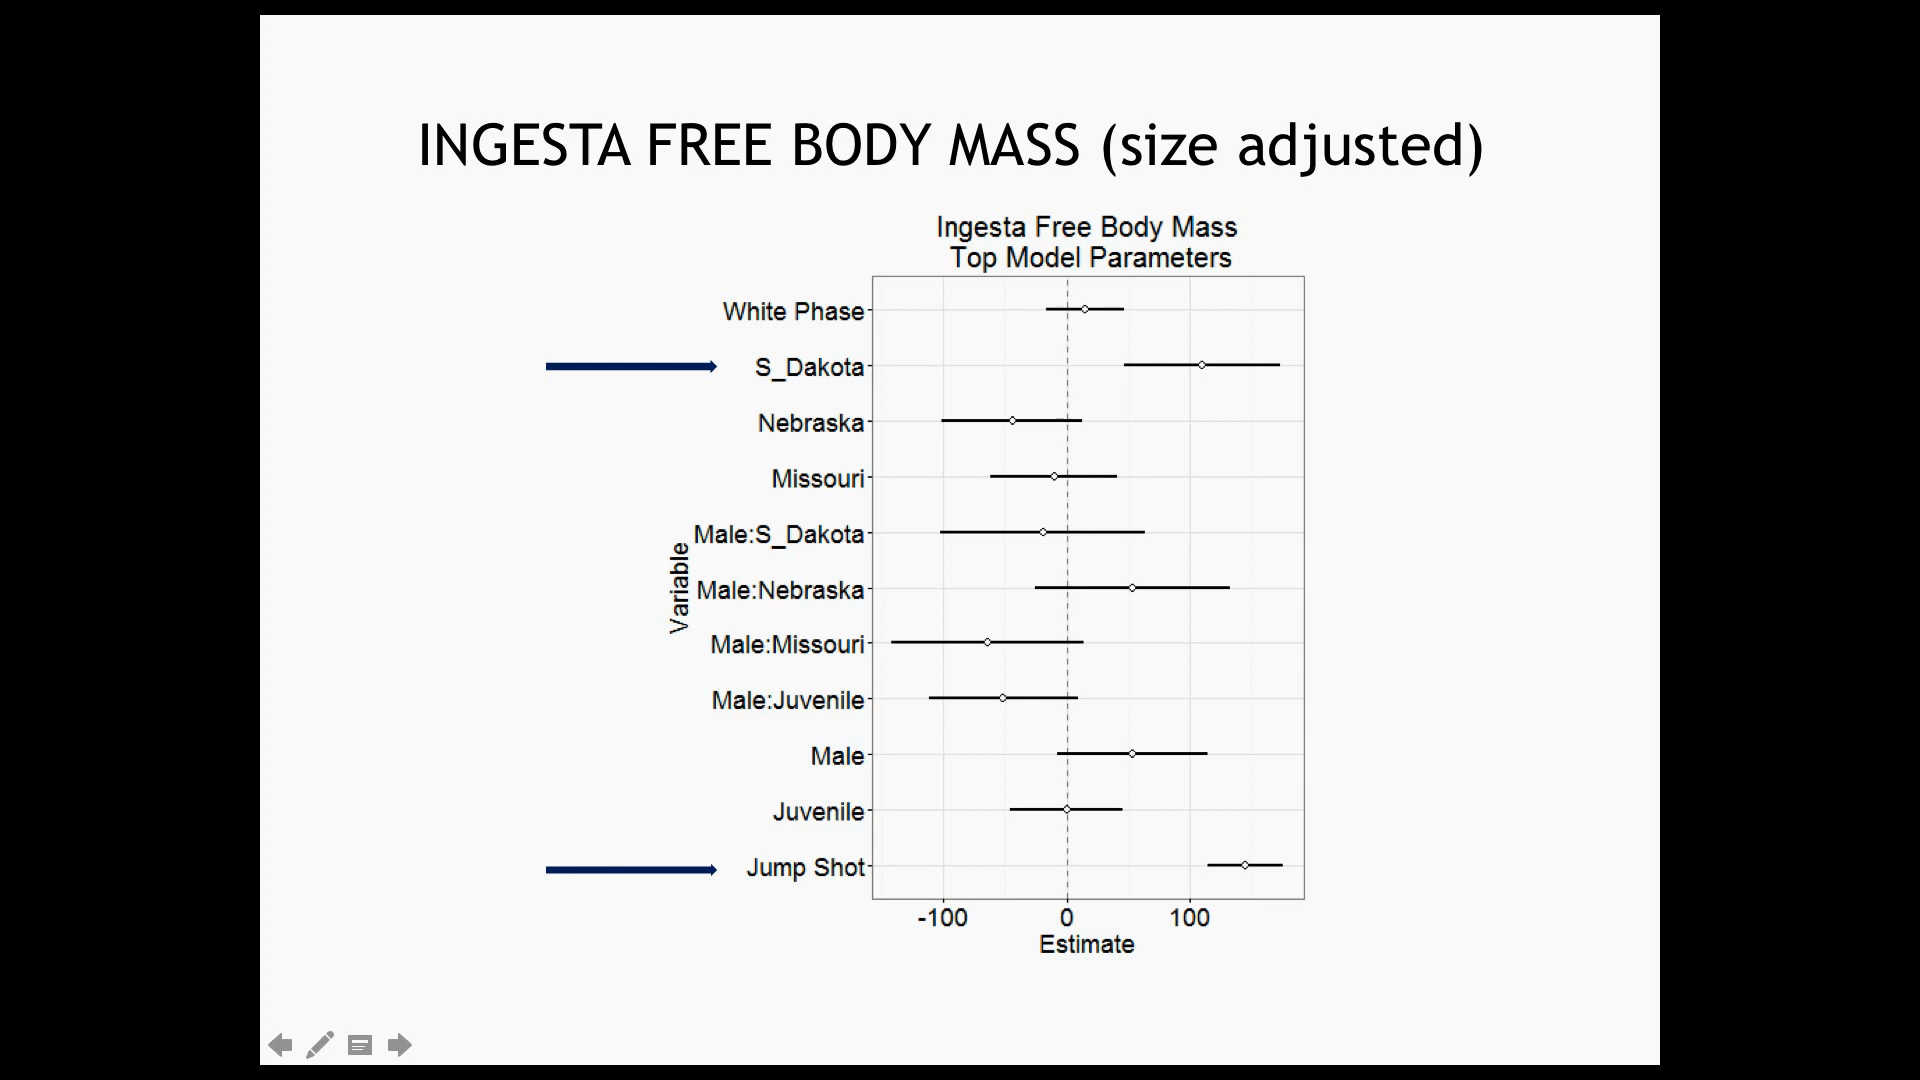 INGESTA FREE BODY MASS (size adjusted)
Ingesta Free Body Mass
Top Model Parameters
White Phase
S_Dakota
Nebraska
Missouri
Male:S_Dakota
Male:Nebraska
Male:Missouri
Male:Juvenile
Male
Juvenile
Jump Shot
Variable
-100 0 100
Estimate